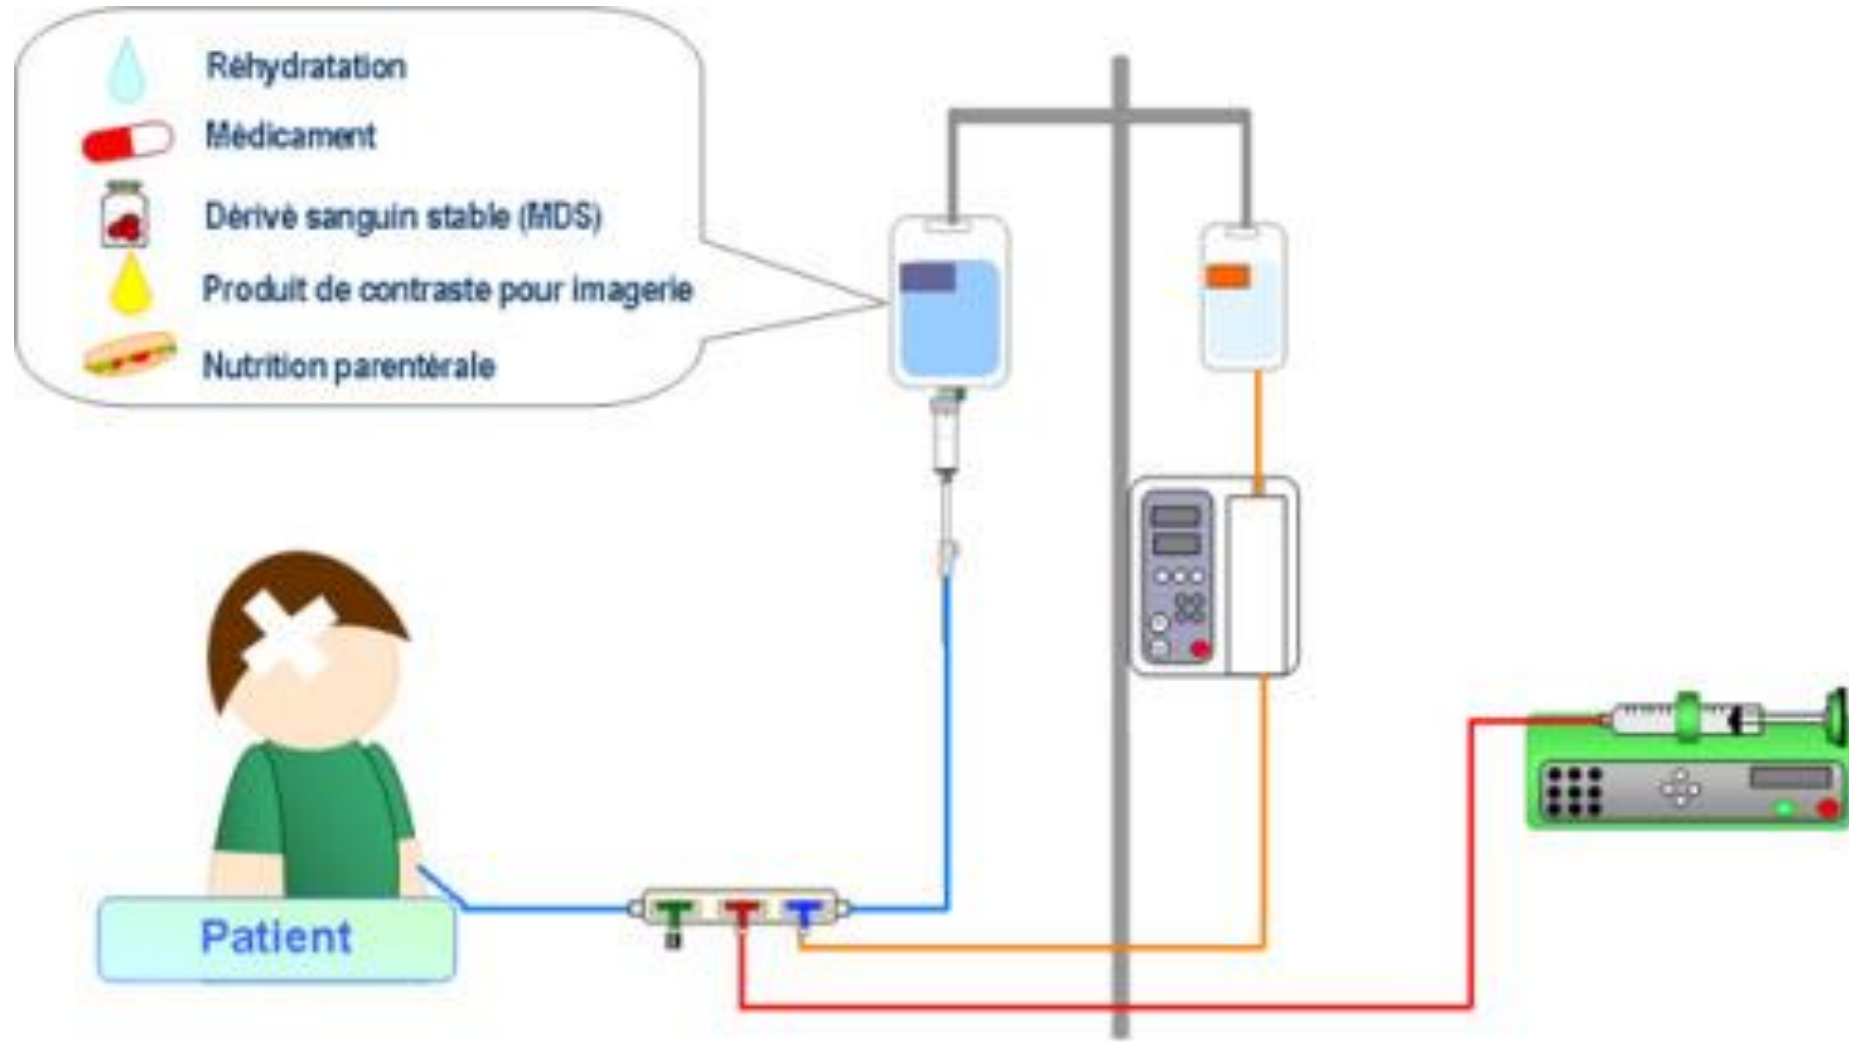 Réhydratation
Médicament
Dérivé sanguin stable (MDS)
Produit de contraste pour imagerie
Nutrition parentérale
Patient